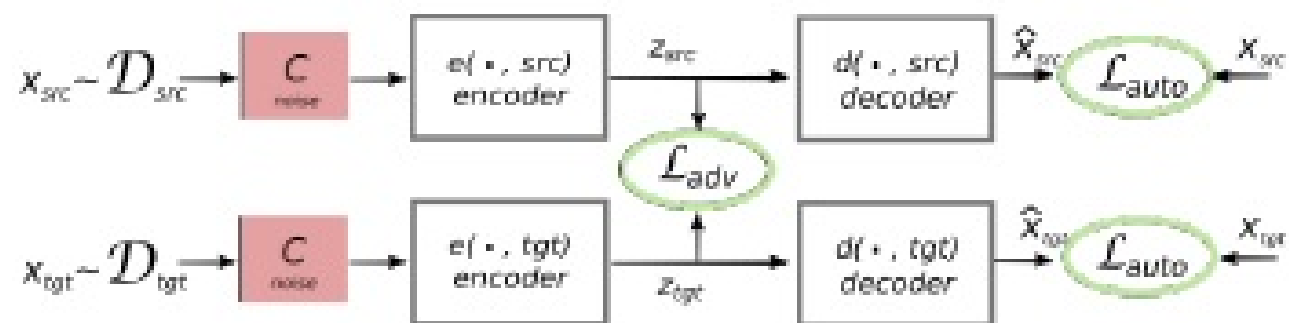 x_src ~ 𝒟_src
C
noise
e(•, src)
encoder
z_src
d(•, src)
decoder
x̂_src
ℒ_auto
x_src
ℒ_adv
x_tgt ~ 𝒟_tgt
C
noise
e(•, tgt)
encoder
z_tgt
d(•, tgt)
decoder
x̂_tgt
ℒ_auto
x_tgt